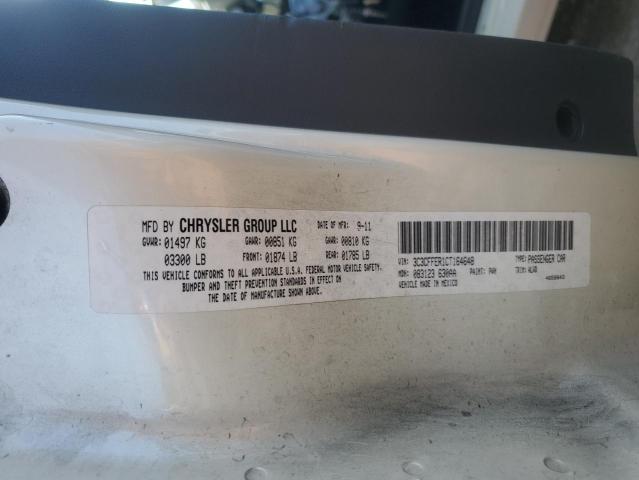 MFD BY CHRYSLER GROUP LLC DATE OF MFR: 9-11
GVWR: 01497 KG GAWR: 00851 KG GAWR: 00810 KG
03300 LB FRONT: 01874 LB REAR: 01785 LB
THIS VEHICLE CONFORMS TO ALL APPLICABLE U.S.A. FEDERAL MOTOR VEHICLE SAFETY,
BUMPER AND THEFT PREVENTION STANDARDS IN EFFECT ON
THE DATE OF MANUFACTURE SHOWN ABOVE.
VIN: 3C3CFFER1CT164648 TYPE: PASSENGER CAR
MDH: 083123 630AA PAINT: PAN TRIM:
VEHICLE MADE IN MEXICO